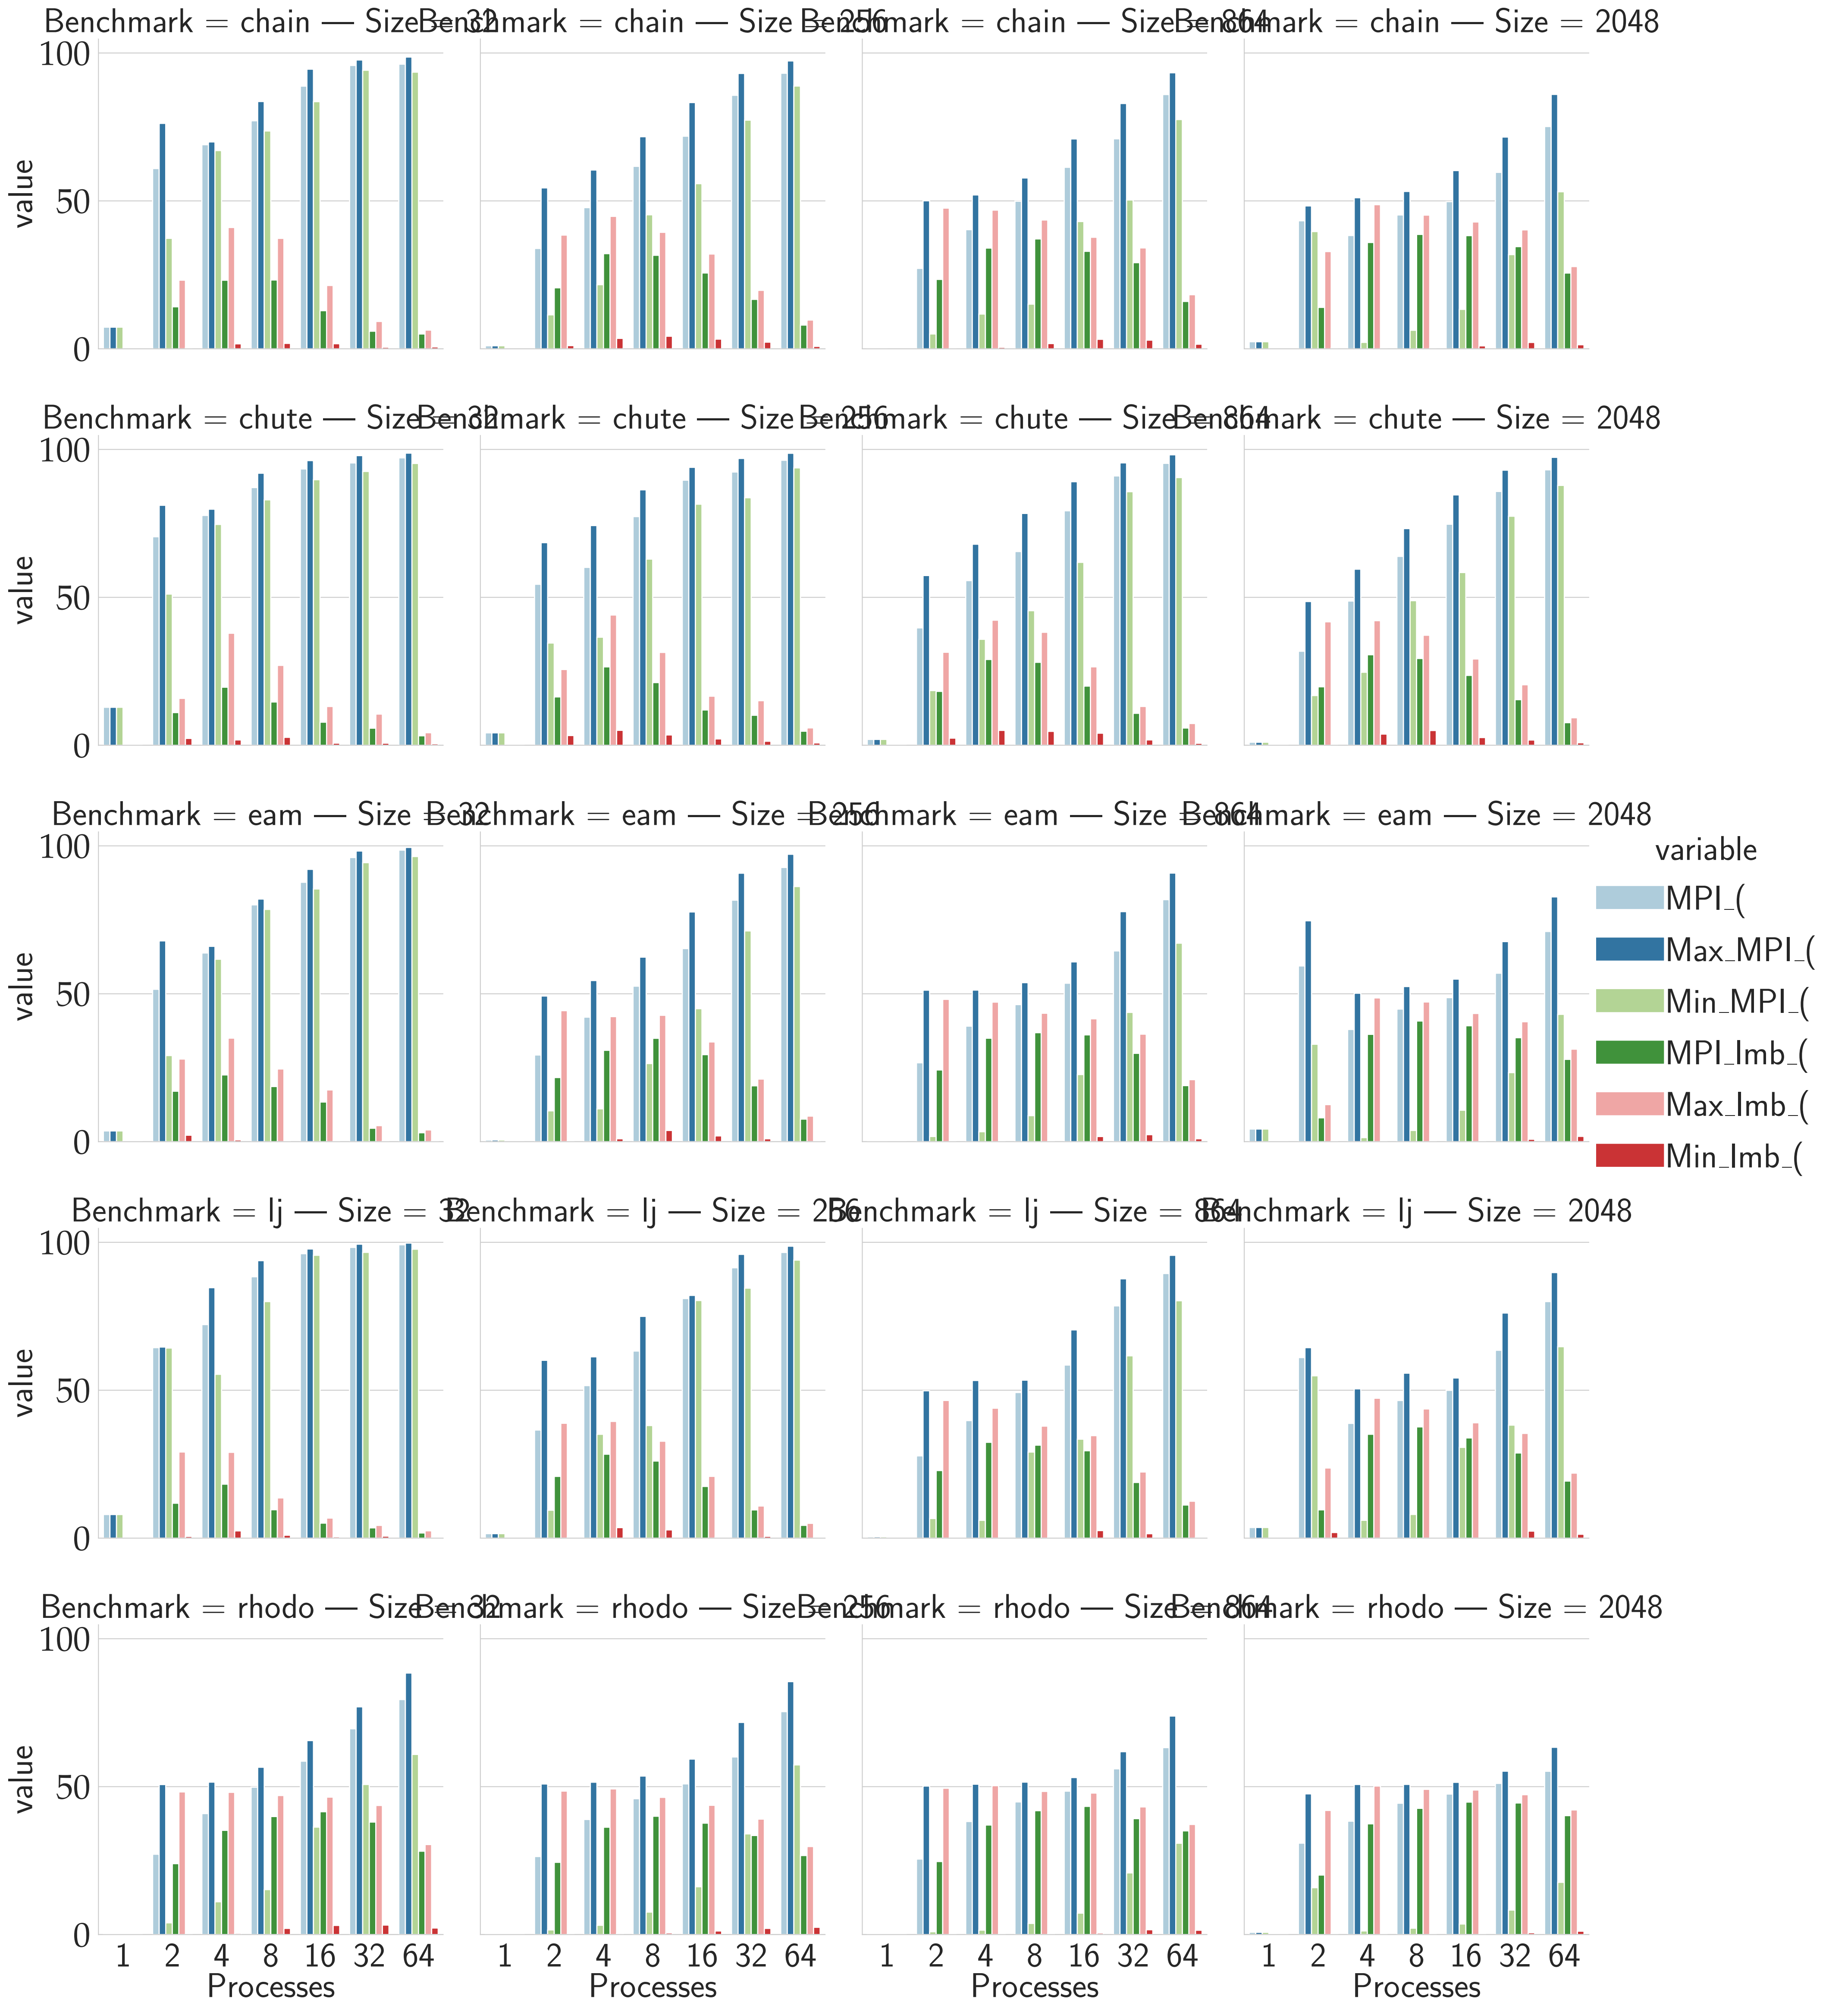 Benchmark = chain — Size = 32
Benchmark = chain — Size = 256
Benchmark = chain — Size = 864
Benchmark = chain — Size = 2048
100
50
0
value
Benchmark = chute — Size = 32
Benchmark = chute — Size = 256
Benchmark = chute — Size = 864
Benchmark = chute — Size = 2048
100
50
0
value
Benchmark = eam — Size = 32
Benchmark = eam — Size = 256
Benchmark = eam — Size = 864
Benchmark = eam — Size = 2048
100
50
0
value
variable
MPI_(
Max_MPI_(
Min_MPI_(
MPI_Imb_(
Max_Imb_(
Min_Imb_(
Benchmark = lj — Size = 32
Benchmark = lj — Size = 256
Benchmark = lj — Size = 864
Benchmark = lj — Size = 2048
100
50
0
value
Benchmark = rhodo — Size = 32
Benchmark = rhodo — Size = 256
Benchmark = rhodo — Size = 864
Benchmark = rhodo — Size = 2048
100
50
0
value
1 2 4 8 16 32 64
Processes
1 2 4 8 16 32 64
Processes
1 2 4 8 16 32 64
Processes
1 2 4 8 16 32 64
Processes